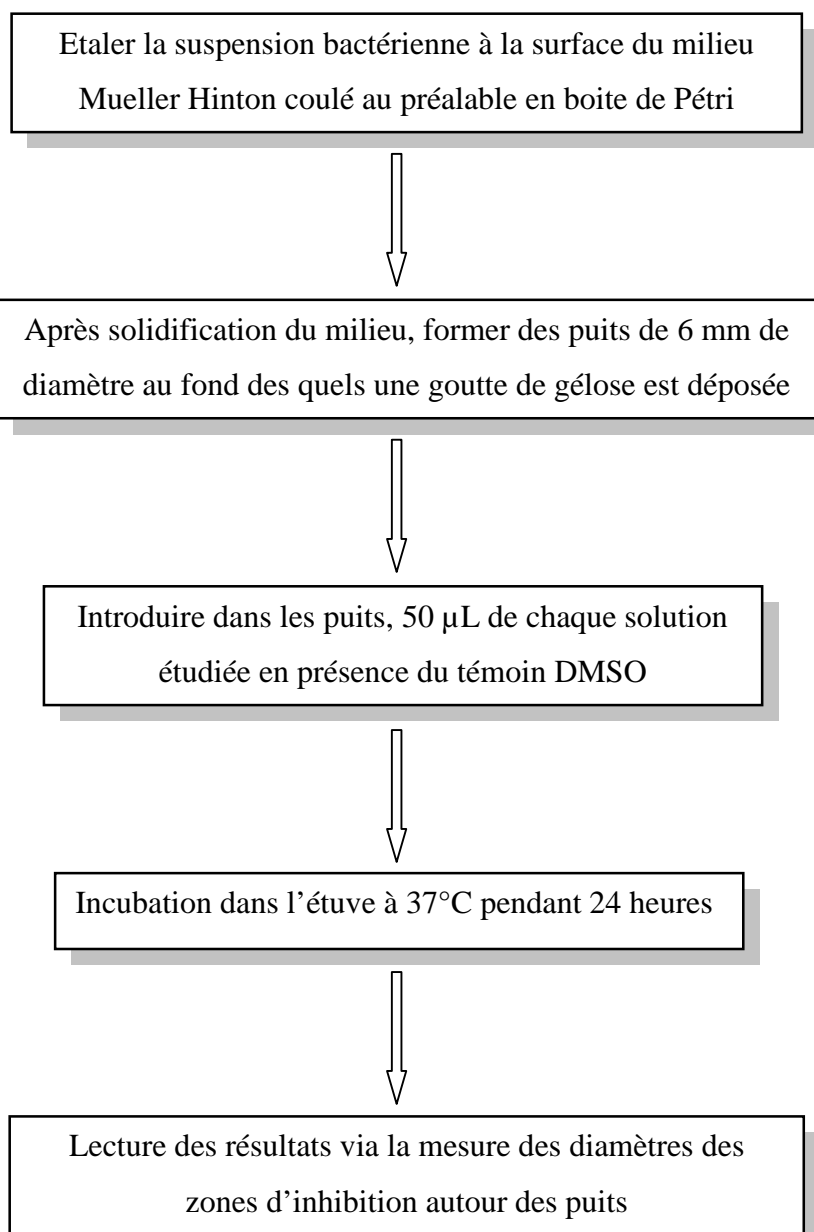 Etaler la suspension bactérienne à la surface du milieu
Mueller Hinton coulé au préalable en boite de Pétri
Après solidification du milieu, former des puits de 6 mm de
diamètre au fond des quels une goutte de gélose est déposée
Introduire dans les puits, 50 µL de chaque solution
étudiée en présence du témoin DMSO
Incubation dans l’étuve à 37°C pendant 24 heures
Lecture des résultats via la mesure des diamètres des
zones d’inhibition autour des puits